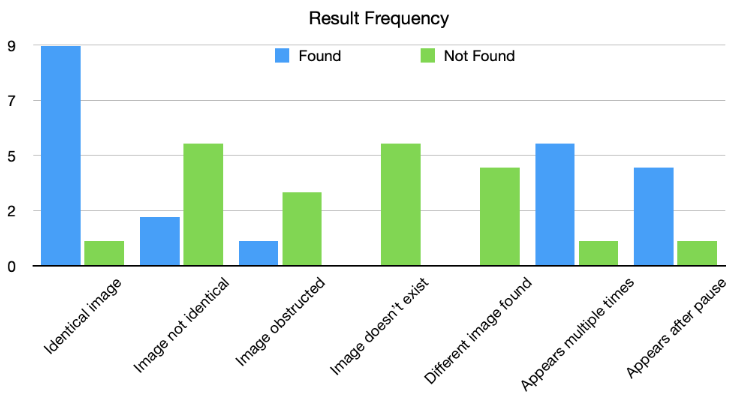 Result Frequency
Found
Not Found
9
7
5
2
0
Identical image
Image not identical
Image obstructed
Image doesn't exist
Different image found
Appears multiple times
Appears after pause